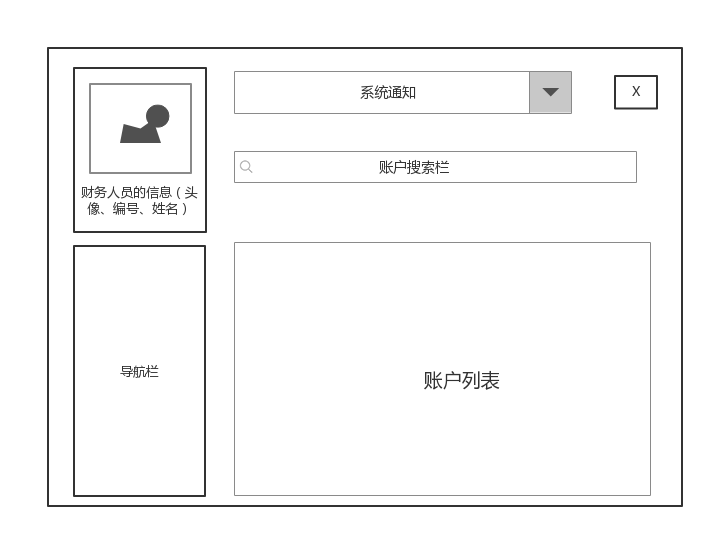 系统通知
X
账户搜索栏
财务人员的信息（头
像、编号、姓名）
导航栏
账户列表